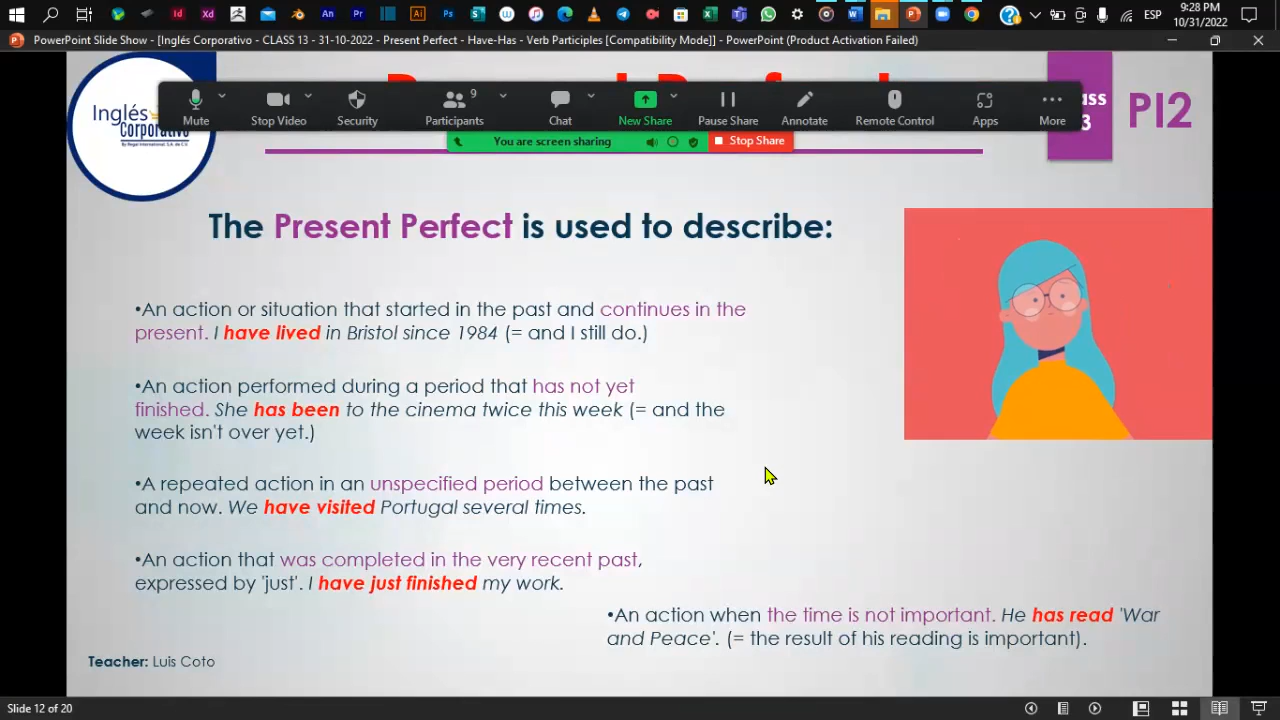 9:28 PM
ESP
10/31/2022
PowerPoint Slide Show - [Inglés Corporativo - CLASS 13 - 31-10-2022 - Present Perfect - Have-Has - Verb Participles [Compatibility Mode]] - PowerPoint (Product Activation Failed)
9
Mute
Stop Video
Security
Participants
Chat
New Share
Pause Share
Annotate
Remote Control
Apps
More
You are screen sharing
Stop Share
Inglés
Corporativo
By Regal International, S.A. de C.V.
PI2
The Present Perfect is used to describe:
•An action or situation that started in the past and continues in the
present. I have lived in Bristol since 1984 (= and I still do.)
•An action performed during a period that has not yet
finished. She has been to the cinema twice this week (= and the
week isn't over yet.)
•A repeated action in an unspecified period between the past
and now. We have visited Portugal several times.
•An action that was completed in the very recent past,
expressed by 'just'. I have just finished my work.
•An action when the time is not important. He has read 'War
and Peace'. (= the result of his reading is important).
Teacher: Luis Coto
Slide 12 of 20